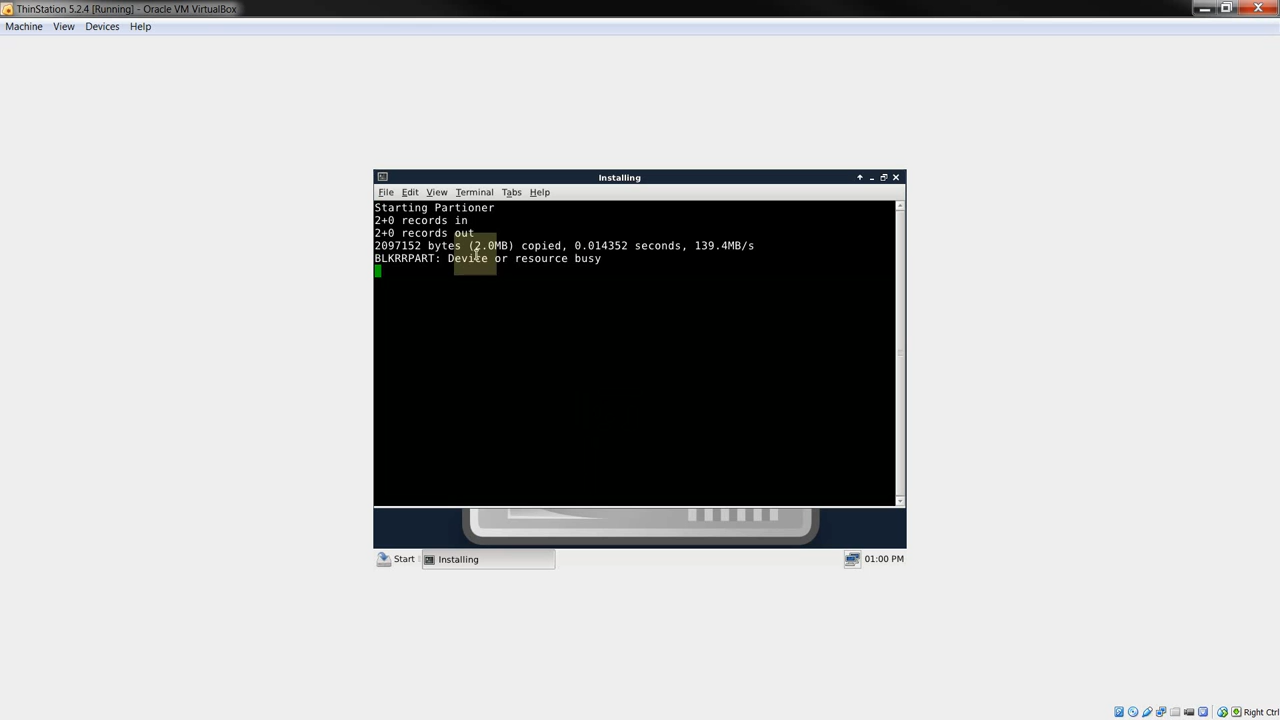 ThinStation 5.2.4 [Running] - Oracle VM VirtualBox
Machine View Devices Help
Installing
File Edit View Terminal Tabs Help
Starting Partioner
2+0 records in
2+0 records out
2097152 bytes (2.0MB) copied, 0.014352 seconds, 139.4MB/s
BLKRRPART: Device or resource busy
Start Installing 01:00 PM
Right Ctrl